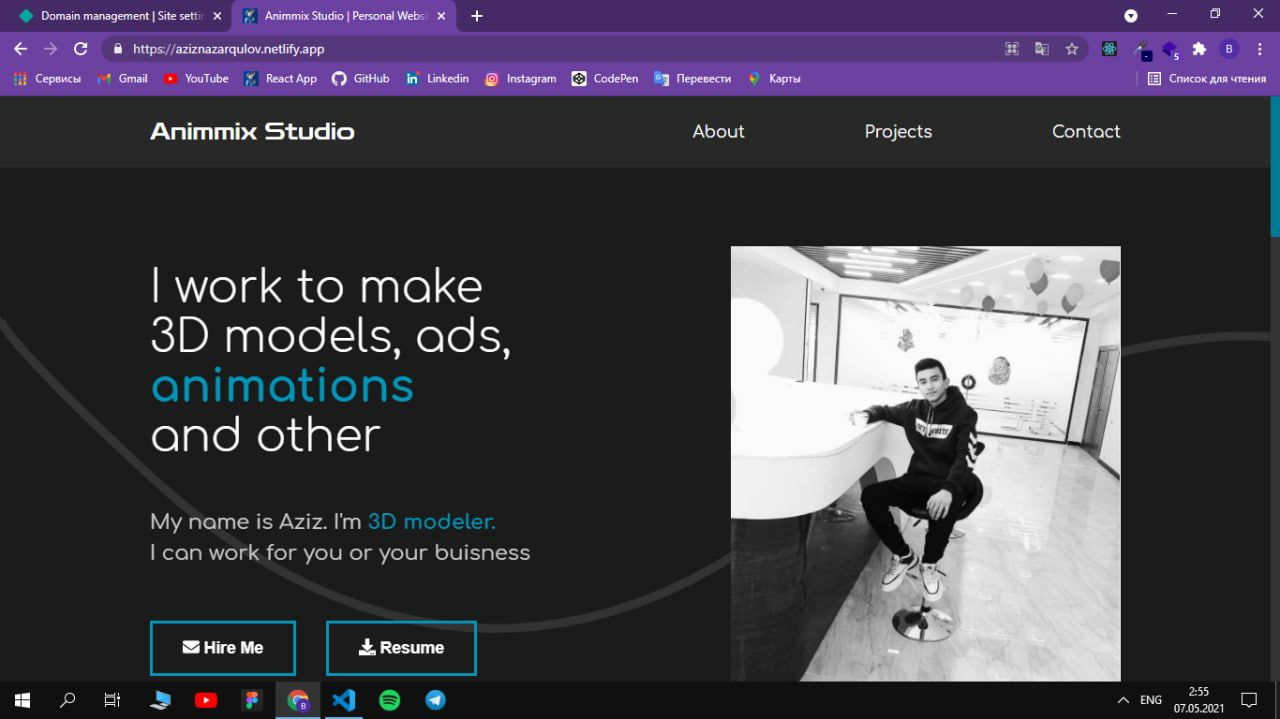 Domain management | Site settin
Animmix Studio | Personal Websi
https://aziznazarqulov.netlify.app
B
Сервисы
Gmail
YouTube
React App
GitHub
Linkedin
Instagram
CodePen
Перевести
Карты
Список для чтения
5
Animmix Studio
About
Projects
Contact
I work to make
3D models, ads,
animations
and other
My name is Aziz. I'm 3D modeler.
I can work for you or your buisness
Hire Me
Resume
ENG
2:55
07.05.2021